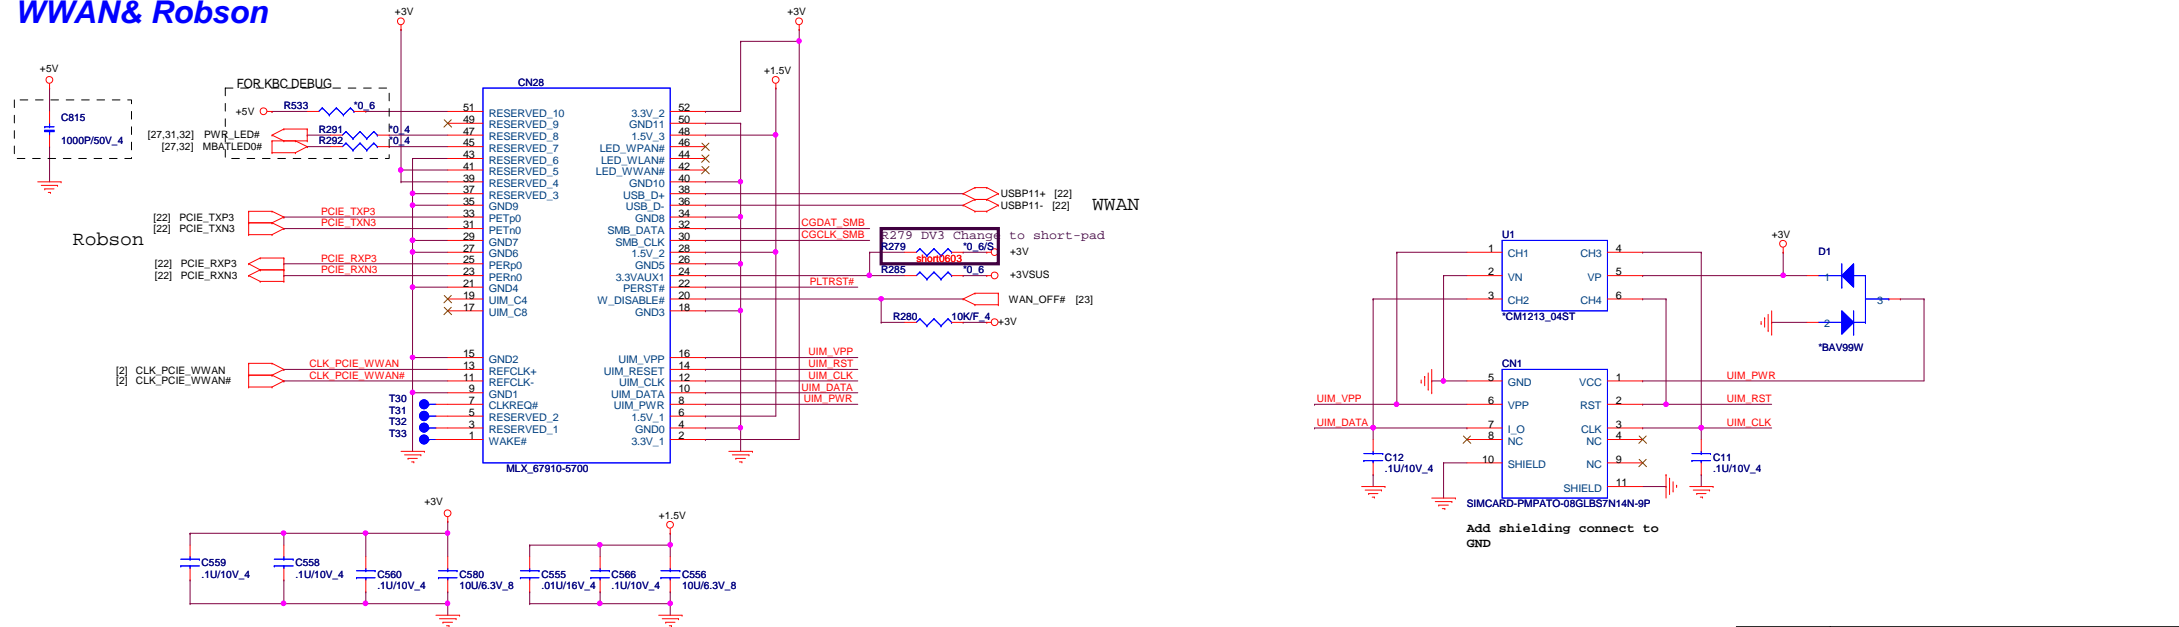 WWAN& Robson
+3V
+3V
+5V
+1.5V
FOR KBC DEBUG
CN28
C815
1000P/50V_4
+5V
R533
*0_6
[27,31,32] PWR_LED#
R291
*0_4
[27,32] MBATLED0#
R292
*0_4
51 RESERVED_10
49 RESERVED_9
47 RESERVED_8
45 RESERVED_7
43 RESERVED_6
41 RESERVED_5
39 RESERVED_4
37 RESERVED_3
35 GND9
33 PETp0
31 PETn0
29 GND7
27 GND6
25 PERp0
23 PERn0
21 GND4
19 UIM_C4
17 UIM_C8
15 GND2
13 REFCLK+
11 REFCLK-
9 GND1
7 CLKREQ#
5 RESERVED_2
3 RESERVED_1
1 WAKE#
3.3V_2 52
GND11 50
1.5V_3 48
LED_WPAN# 46
LED_WLAN# 44
LED_WWAN# 42
GND10 40
USB_D+ 38
USB_D- 36
GND8 34
SMB_DATA 32
SMB_CLK 30
1.5V_2 28
GND5 26
3.3VAUX1 24
PERST# 22
W_DISABLE# 20
GND3 18
UIM_VPP 16
UIM_RESET 14
UIM_CLK 12
UIM_DATA 10
UIM_PWR 8
1.5V_1 6
GND0 4
3.3V_1 2
MLX_67910-5700
Robson
[22] PCIE_TXP3 PCIE_TXP3
[22] PCIE_TXN3 PCIE_TXN3
[22] PCIE_RXP3 PCIE_RXP3
[22] PCIE_RXN3 PCIE_RXN3
[2] CLK_PCIE_WWAN CLK_PCIE_WWAN
[2] CLK_PCIE_WWAN# CLK_PCIE_WWAN#
T30
T31
T32
T33
USBP11+ [22]
USBP11- [22]
WWAN
CGDAT_SMB
CGCLK_SMB
R279 DV3 Change to short-pad
R279
*0_6/S
short0603
+3V
R285
*0_6
+3VSUS
PLTRST#
WAN_OFF# [23]
R280
10K/F_4
+3V
UIM_VPP
UIM_RST
UIM_CLK
UIM_DATA
UIM_PWR
U1
1 CH1 CH3 4
2 VN VP 5
3 CH2 CH4 6
*CM1213_04ST
+3V
D1
1
2
3
*BAV99W
CN1
5 GND VCC 1
6 VPP RST 2
7 I_O CLK 3
8 NC NC 4
10 SHIELD NC 9
SHIELD 11
UIM_PWR
UIM_VPP
UIM_RST
UIM_DATA
UIM_CLK
C12
.1U/10V_4
C11
.1U/10V_4
SIMCARD-PMPATO-08GLBS7N14N-9P
Add shielding connect to
GND
+3V
C559
.1U/10V_4
C558
.1U/10V_4
C560
.1U/10V_4
C580
10U/6.3V_8
+1.5V
C555
.01U/16V_4
C566
.1U/10V_4
C556
10U/6.3V_8